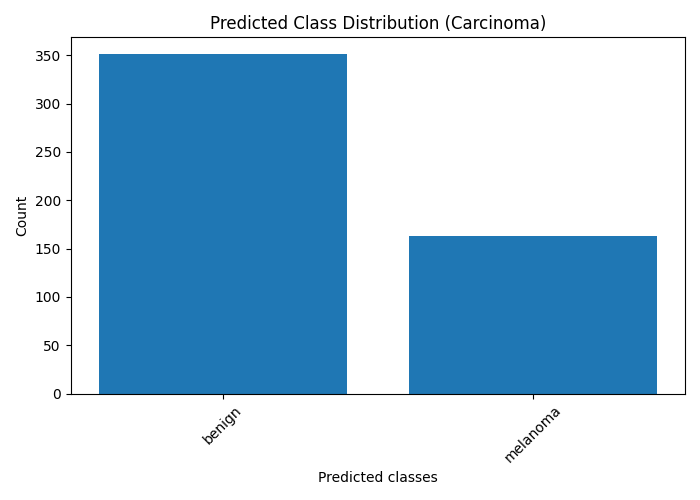 Predicted Class Distribution (Carcinoma)
350
300
250
200
150
100
50
0
Count
benign
melanoma
Predicted classes